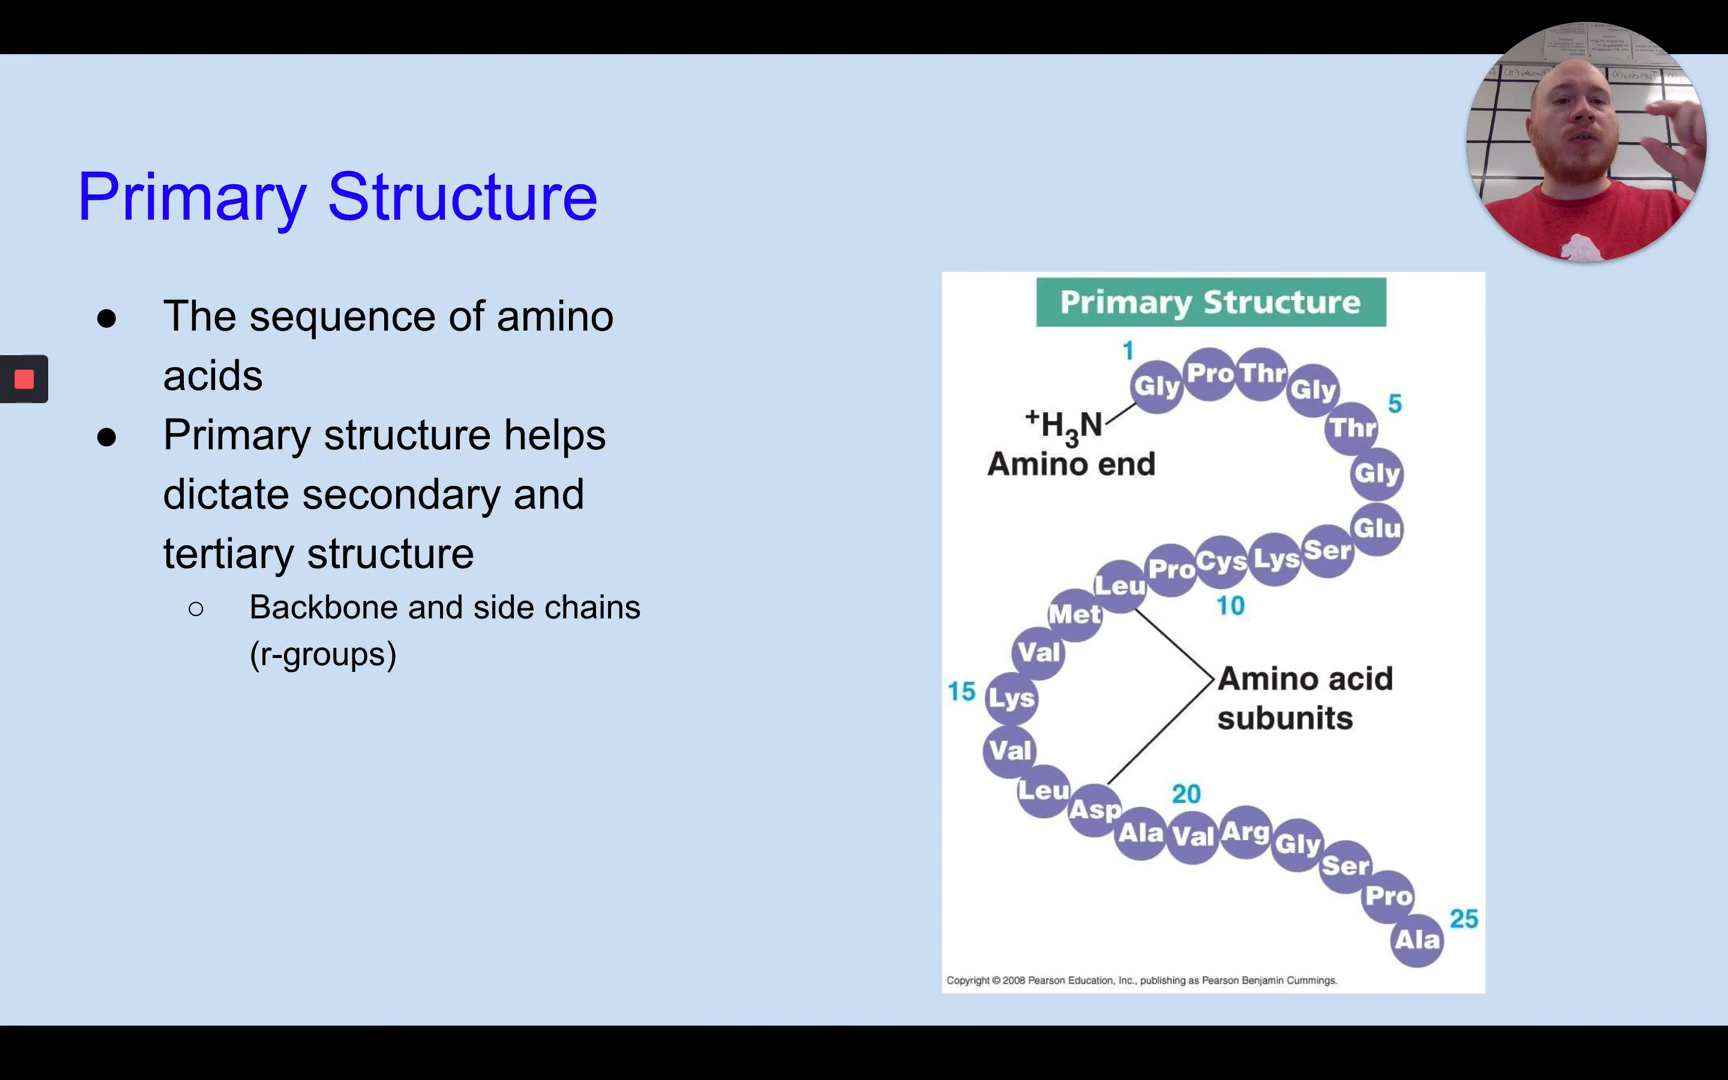 Primary Structure
The sequence of amino
acids
Primary structure helps
dictate secondary and
tertiary structure
Backbone and side chains
(r-groups)
Primary Structure
1
Gly Pro Thr Gly
5
Thr
Gly
Glu
+H3N
Amino end
Ser Lys Cys Pro Leu
10
Met
Val
15 Lys
Val
Leu
Amino acid
subunits
Asp Ala Val Arg Gly Ser Pro Ala
20
25
Copyright © 2008 Pearson Education, Inc., publishing as Pearson Benjamin Cummings.